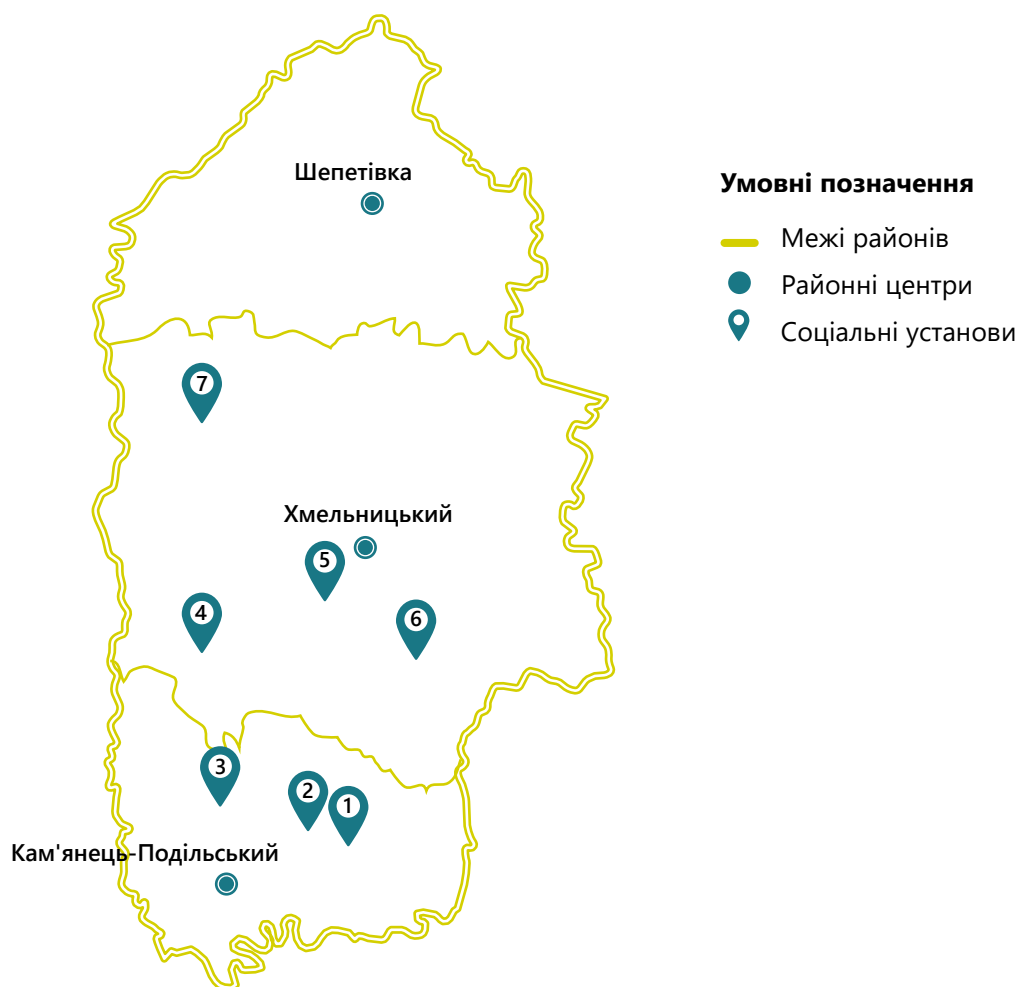 Шепетівка
Умовні позначення
Межі районів
Районні центри
Соціальні установи
7
Хмельницький
5
4
6
3
2
1
Кам'янець-Подільський